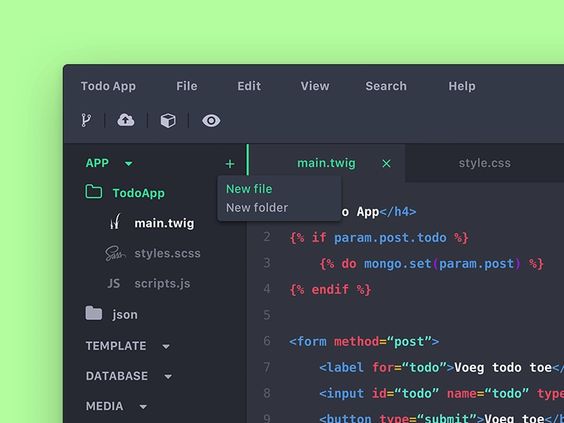 Todo App File Edit View Search Help
APP + main.twig × style.css
TodoApp
New file
New folder
main.twig
styles.scss
JS scripts.js
json
TEMPLATE
DATABASE
MEDIA
App</h4>
2 {% if param.post.todo %}
3 {% do mongo.set(param.post) %}
4 {% endif %}
5
6 <form method=“post”>
7 <label for=“todo”>Voeg todo toe</
8 <input id=“todo” name=“todo” type
9 <button type=“submit”>Voeg toe</b